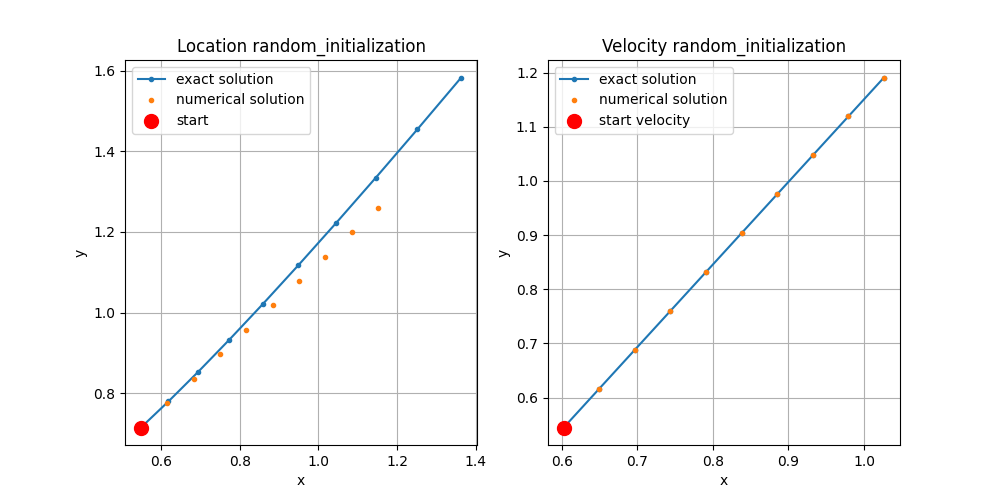 Location random_initialization
exact solution
numerical solution
start
1.6
1.4
1.2
1.0
0.8
y
0.6
0.8
1.0
1.2
1.4
x
Velocity random_initialization
exact solution
numerical solution
start velocity
1.2
1.1
1.0
0.9
0.8
0.7
0.6
y
0.6
0.7
0.8
0.9
1.0
x